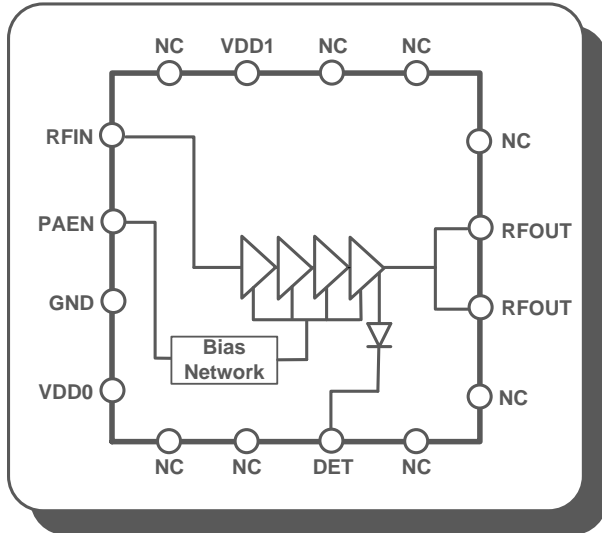 NC VDD1 NC NC
RFIN
NC
PAEN
RFOUT
GND
RFOUT
Bias
Network
VDD0
NC
NC NC DET NC